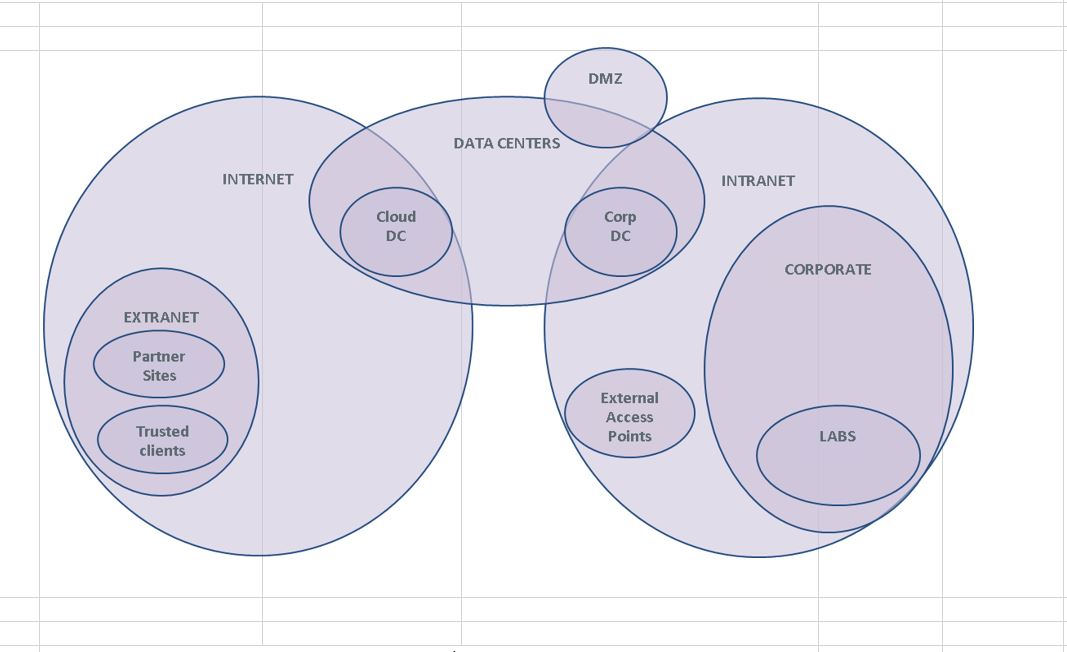 DMZ
DATA CENTERS
INTERNET
INTRANET
Cloud
DC
Corp
DC
CORPORATE
EXTRANET
Partner
Sites
External
Access
Points
Trusted
clients
LABS